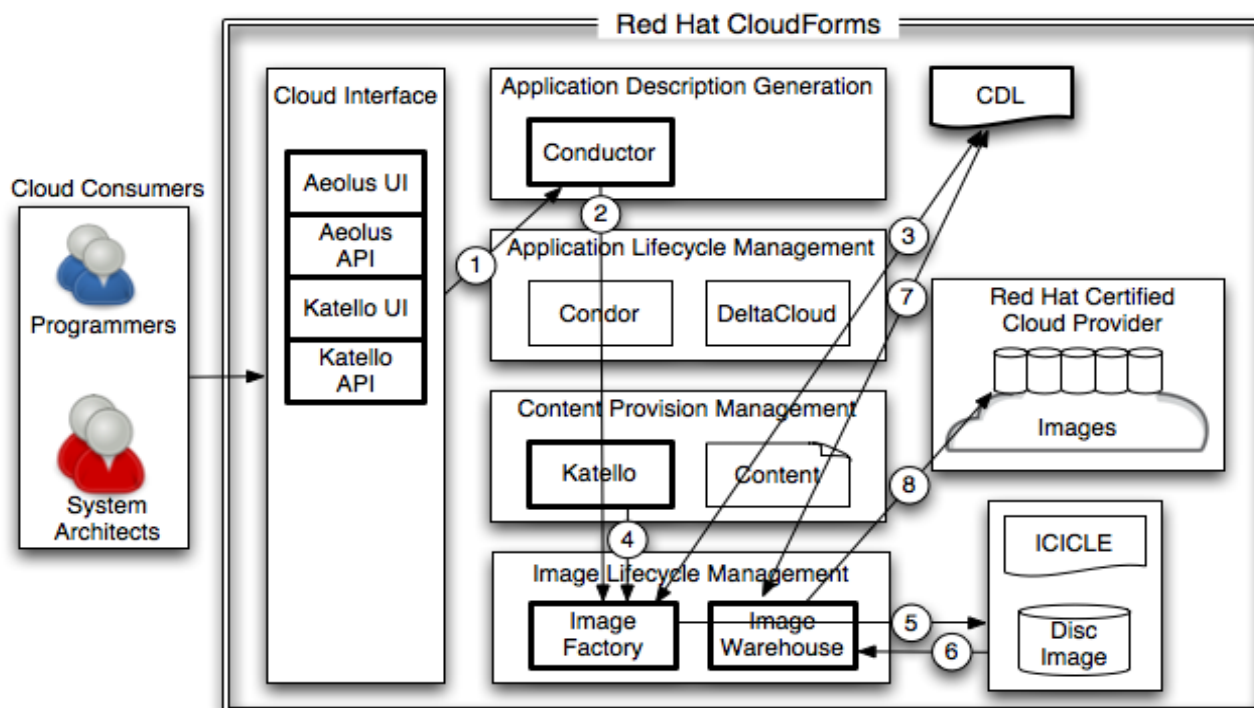 Red Hat CloudForms
Cloud Consumers
Programmers
System
Architects
Cloud Interface
Aeolus UI
Aeolus
API
Katello UI
Katello
API
1
Application Description Generation
Conductor
2
Application Lifecycle Management
Condor
DeltaCloud
Content Provision Management
Katello
Content
4
Image Lifecycle Management
Image
Factory
Image
Warehouse
CDL
3
7
Red Hat Certified
Cloud Provider
Images
8
ICICLE
Disc
Image
5
6